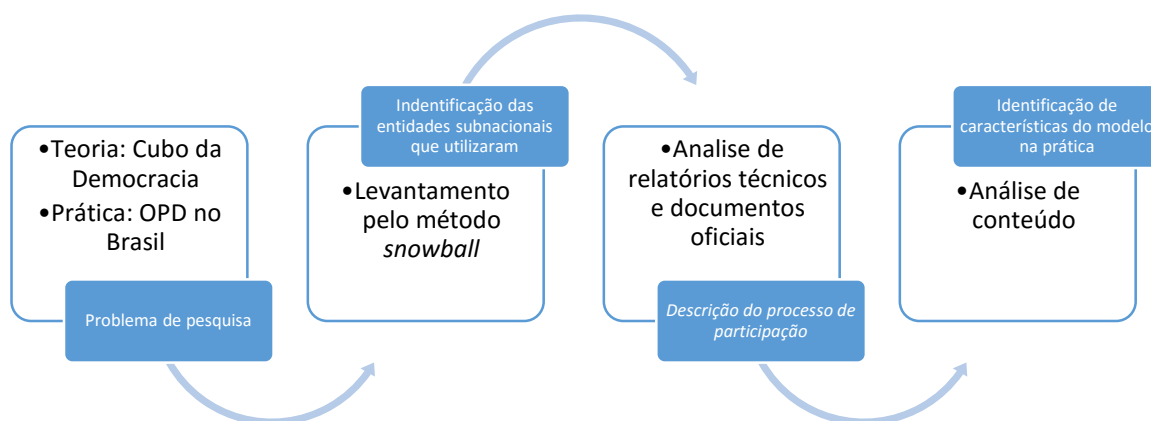 •Teoria: Cubo da
Democracia
•Prática: OPD no
Brasil
Problema de pesquisa
Indentificação das
entidades subnacionais
que utilizaram
•Levantamento
pelo método
snowball
•Analise de
relatórios técnicos
e documentos
oficiais
Descrição do processo de
participação
Identificação de
características do modelo
na prática
•Análise de
conteúdo